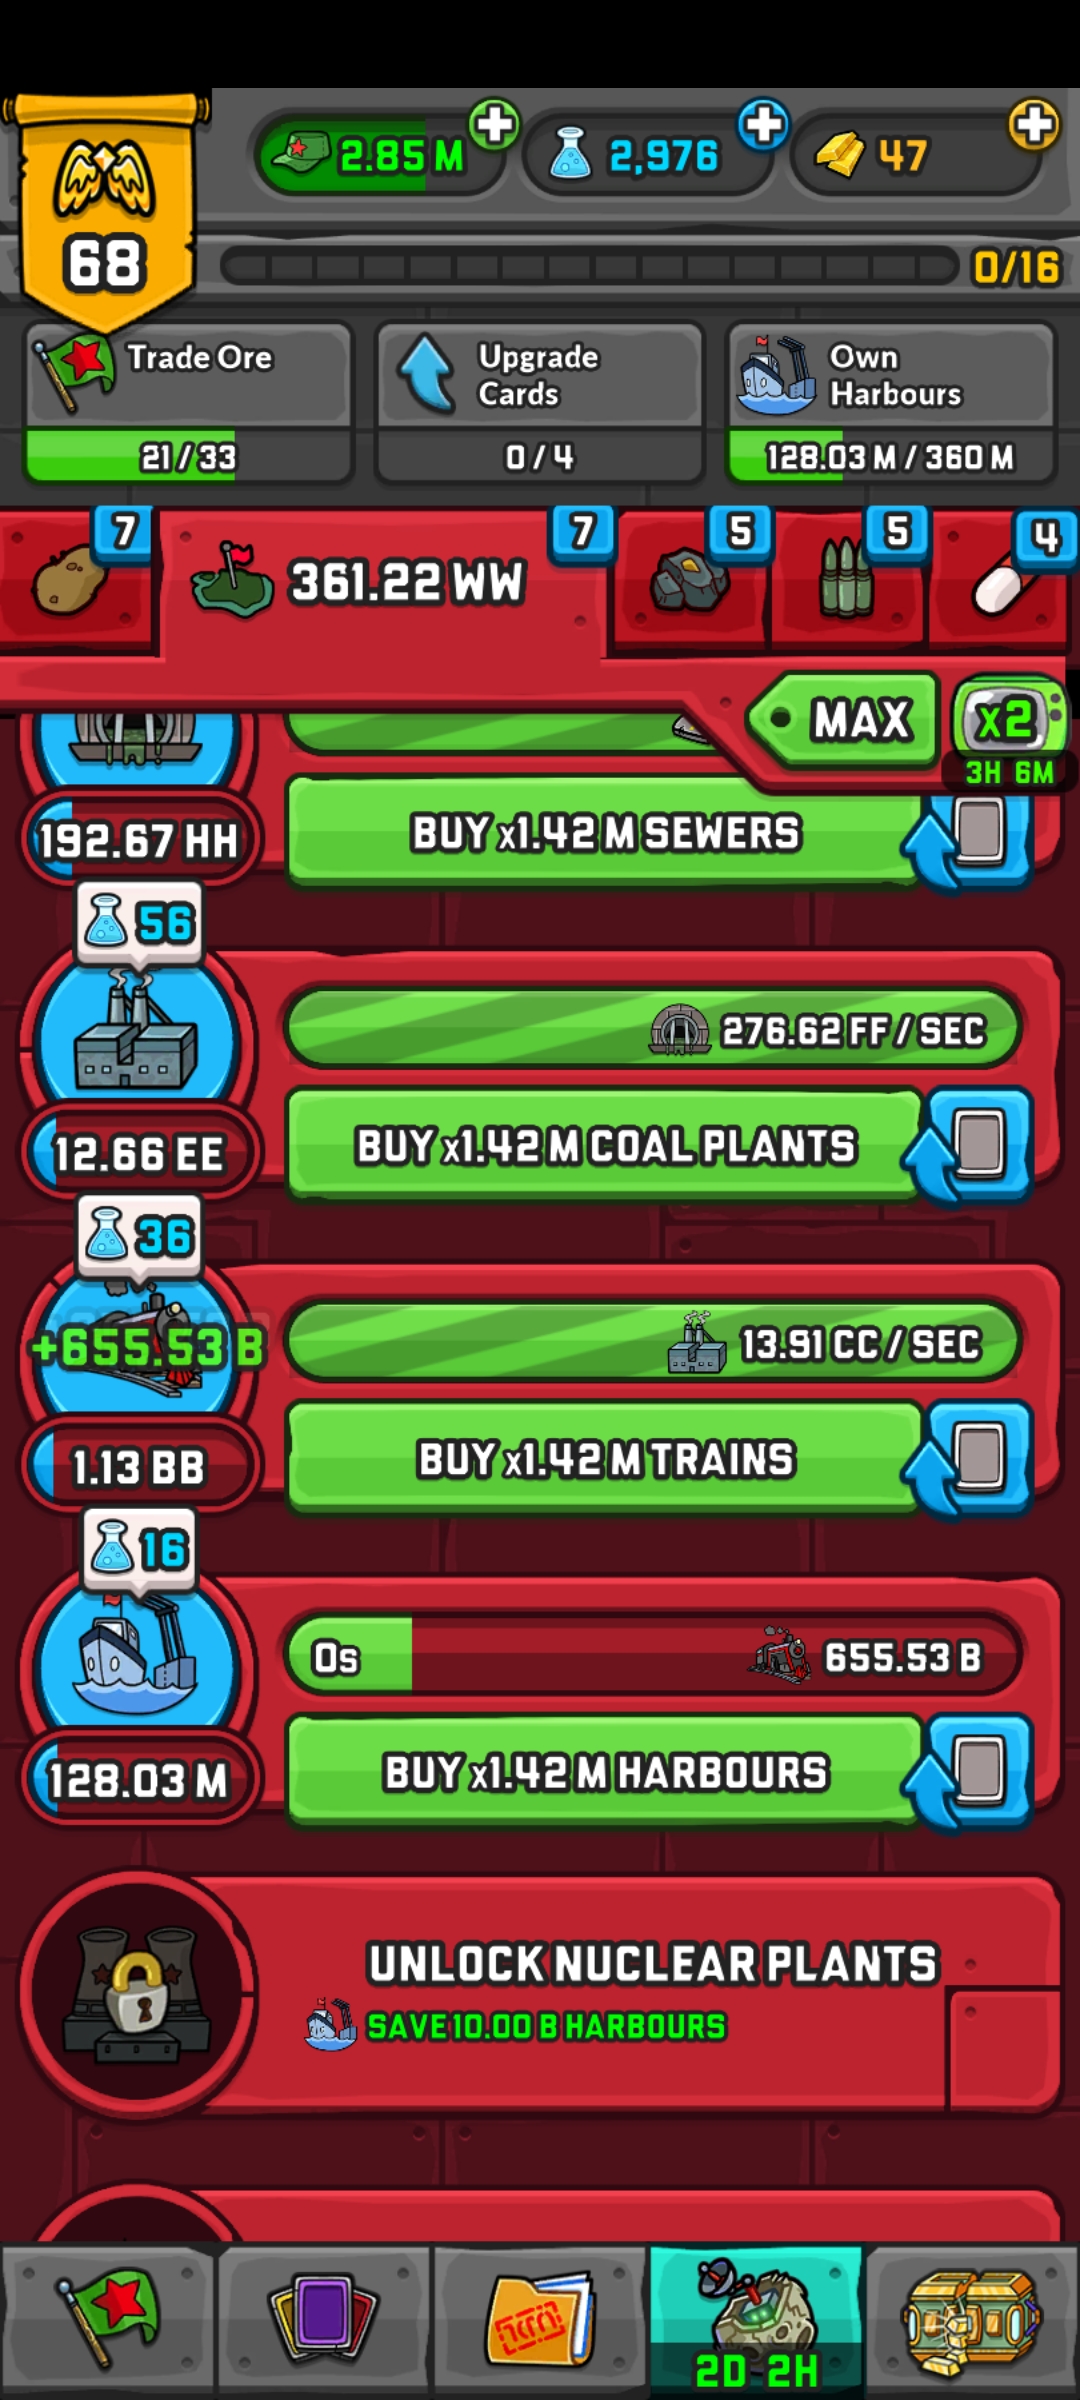 68
2.85 M
2,976
47
0/16
Trade Ore
21 / 33
Upgrade
Cards
0 / 4
Own
Harbours
128.03 M / 360 M
7
361.22 WW
7
5
5
4
MAX
x2
3H 6M
192.67 HH
BUY x1.42 M SEWERS
56
276.62 FF / SEC
12.66 EE
BUY x1.42 M COAL PLANTS
36
+655.53 B
13.91 CC / SEC
1.13 BB
BUY x1.42 M TRAINS
16
0s
655.53 B
128.03 M
BUY x1.42 M HARBOURS
UNLOCK NUCLEAR PLANTS
SAVE 10.00 B HARBOURS
2D 2H